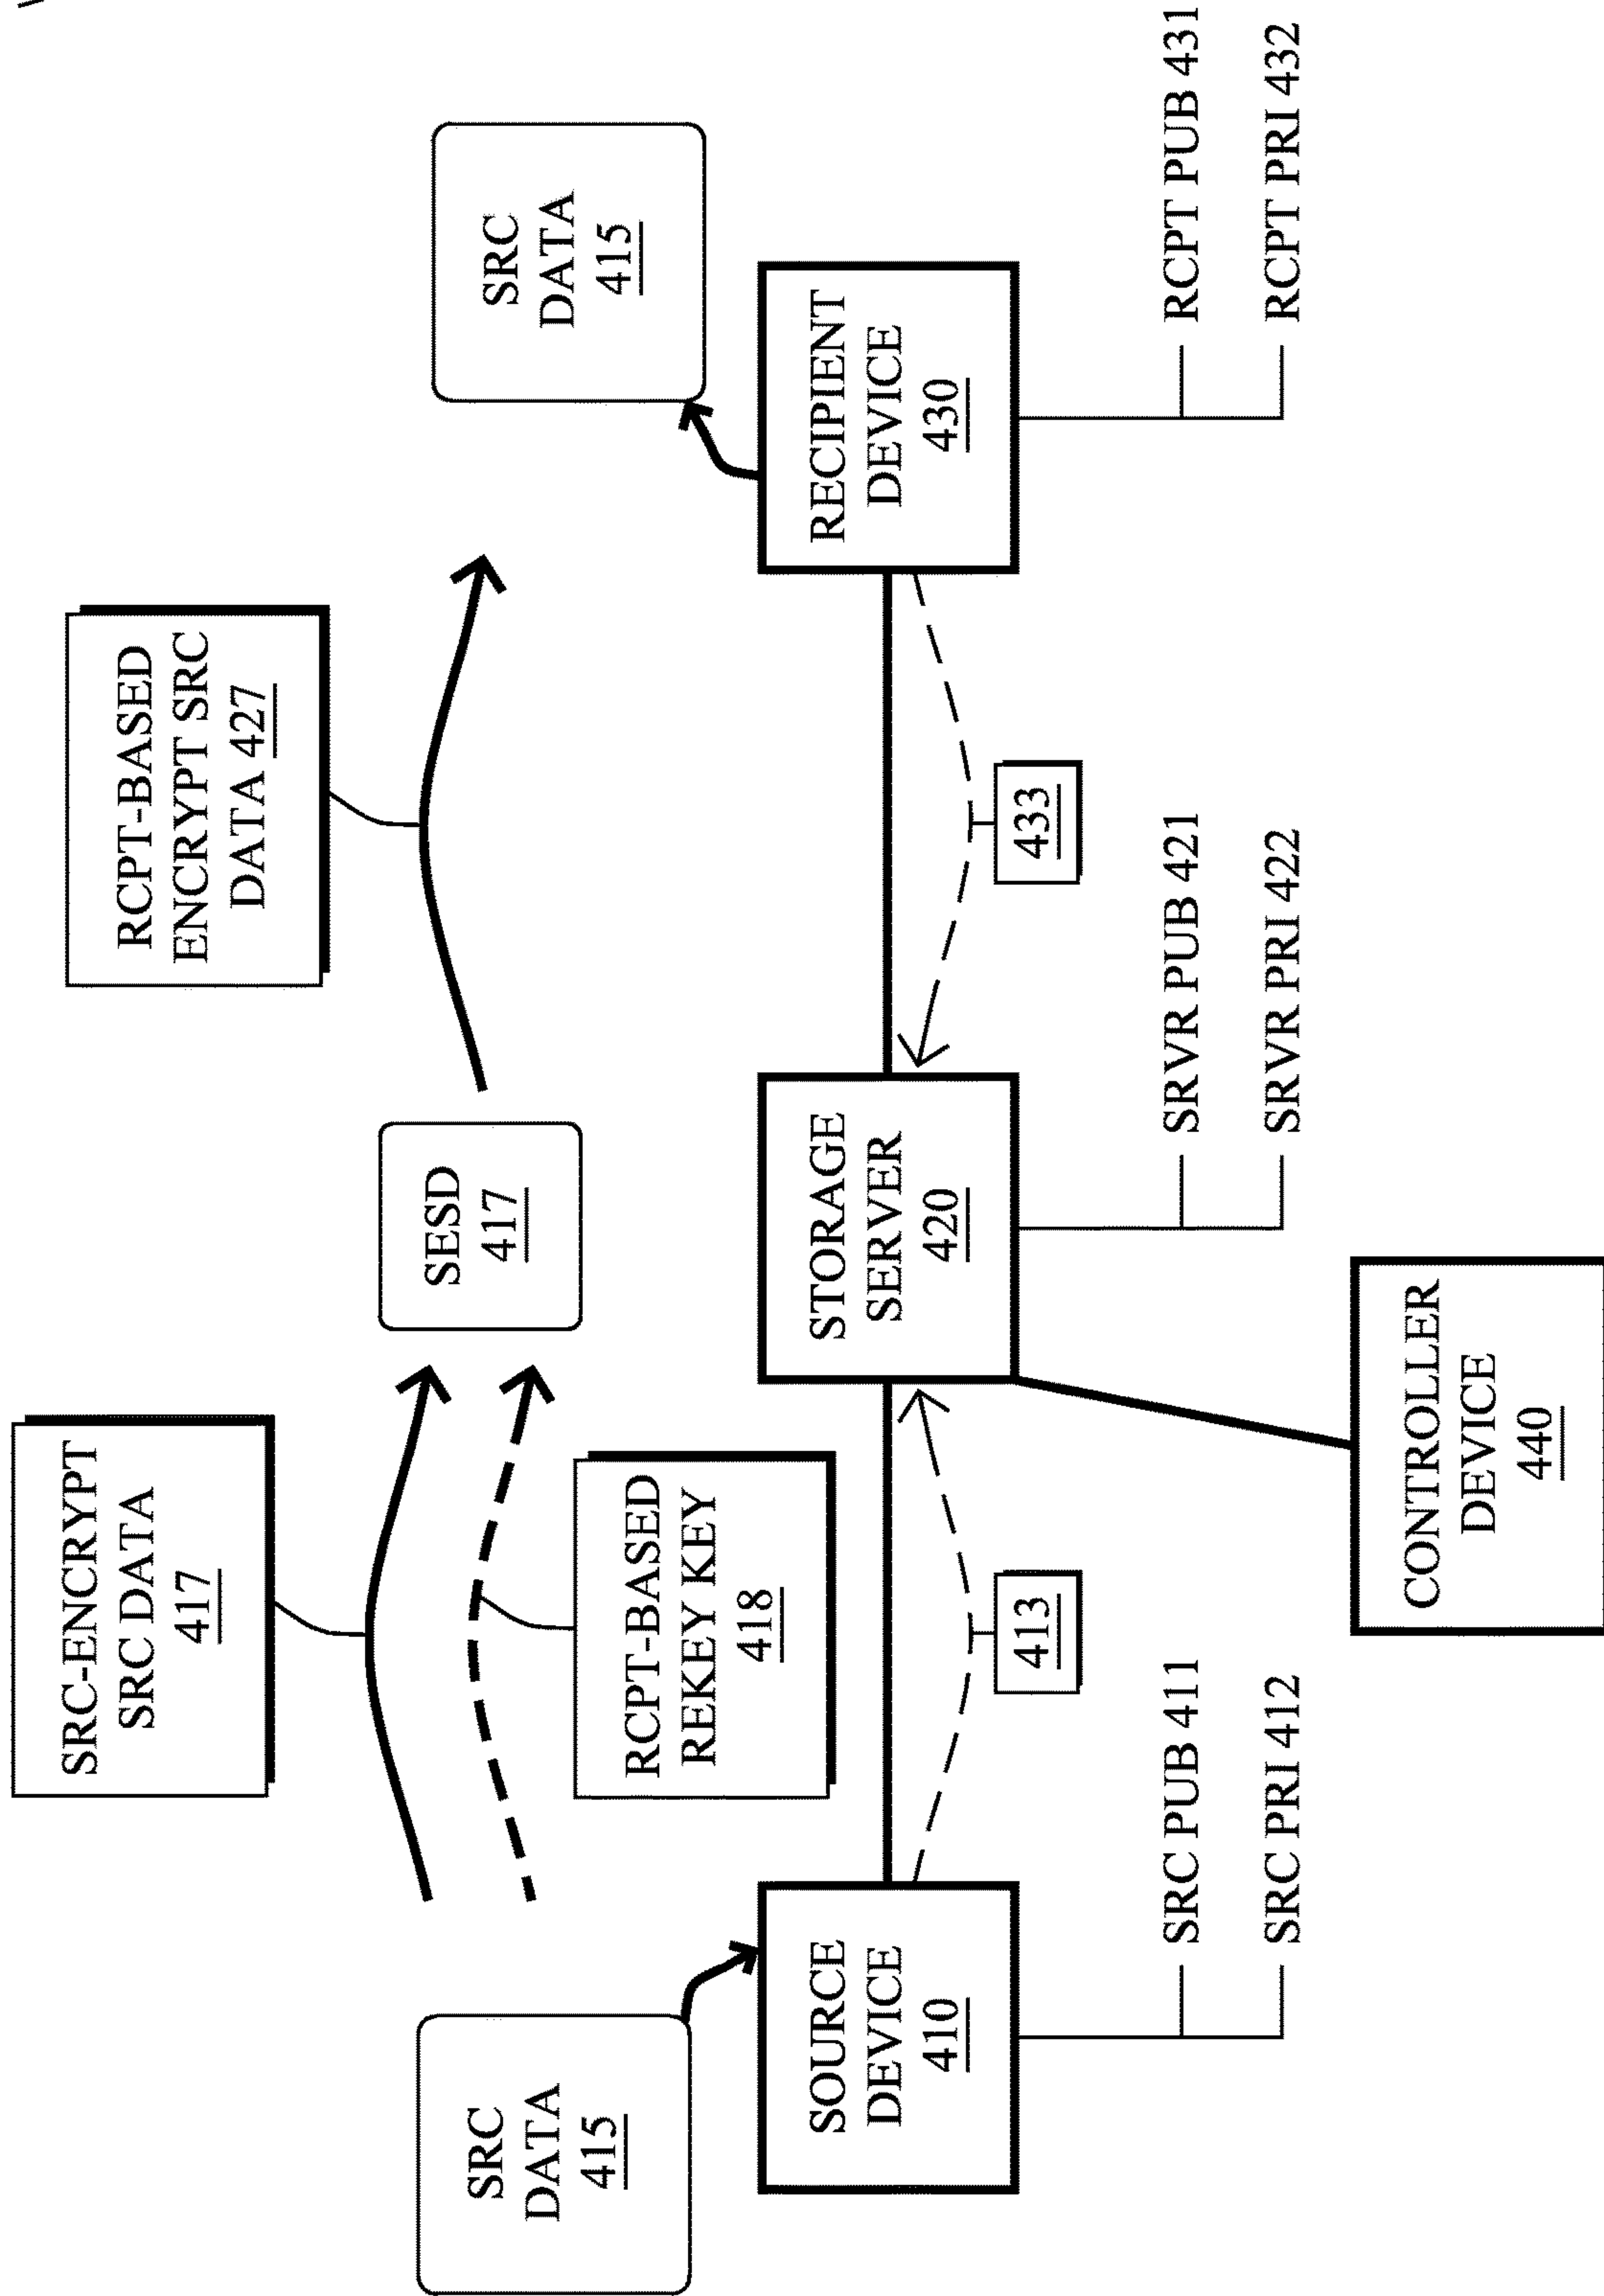 SRC-ENCRYPT
SRC DATA
417
RCPT-BASED
ENCRYPT SRC
DATA 427
SESD
417
SRC
DATA
415
SRC
DATA
415
RCPT-BASED
REKEY KEY
418
SOURCE
DEVICE
410
STORAGE
SERVER
420
RECIPIENT
DEVICE
430
413
433
SRC PUB 411
SRC PRI 412
SRVR PUB 421
SRVR PRI 422
RCPT PUB 431
RCPT PRI 432
CONTROLLER
DEVICE
440